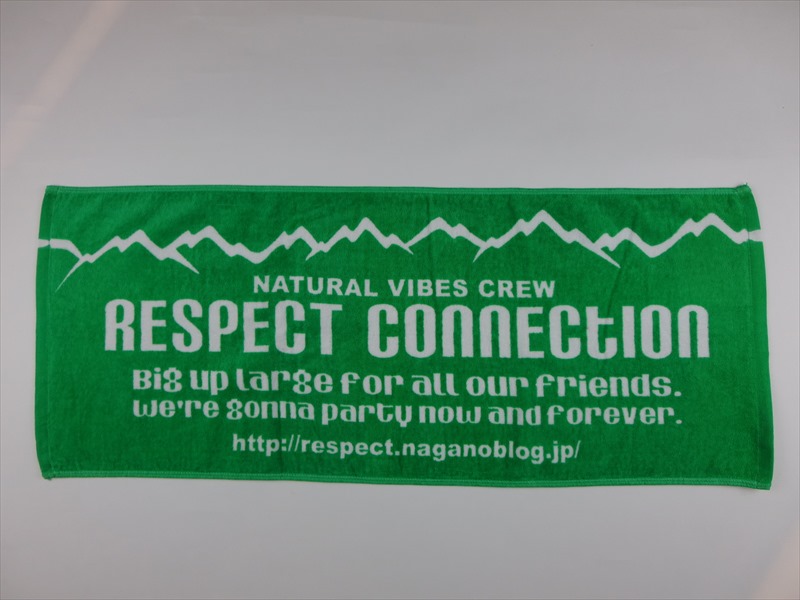 NATURAL VIBES CREW
RESPECT CONNECTION
Big up large for all our friends.
we're gonna party now and forever.
http://respect.naganoblog.jp/